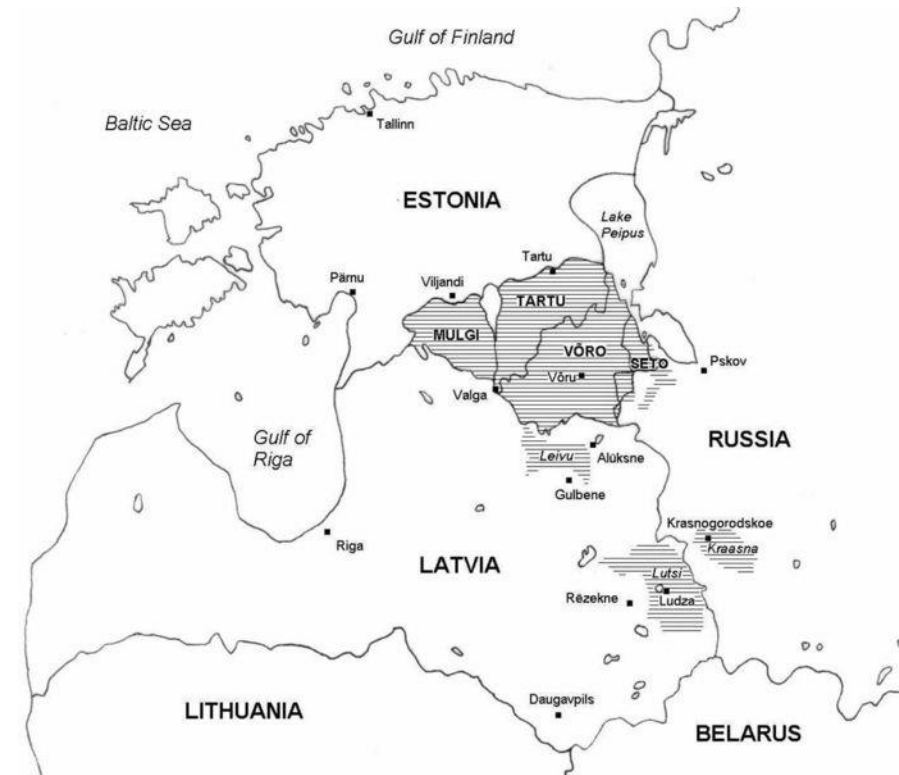 Gulf of Finland
Baltic Sea
Tallinn
ESTONIA
Lake
Peipus
Tartu
Pärnu
Viljandi
TARTU
MULGI
VÕRO
SETO
Pskov
Võru
Valga
Gulf of
Riga
RUSSIA
Leivu
Alūksne
Gulbene
Krasnogorodskoe
Kraasna
Riga
LATVIA
Lutsi
Rēzekne
Ludza
LITHUANIA
Daugavpils
BELARUS